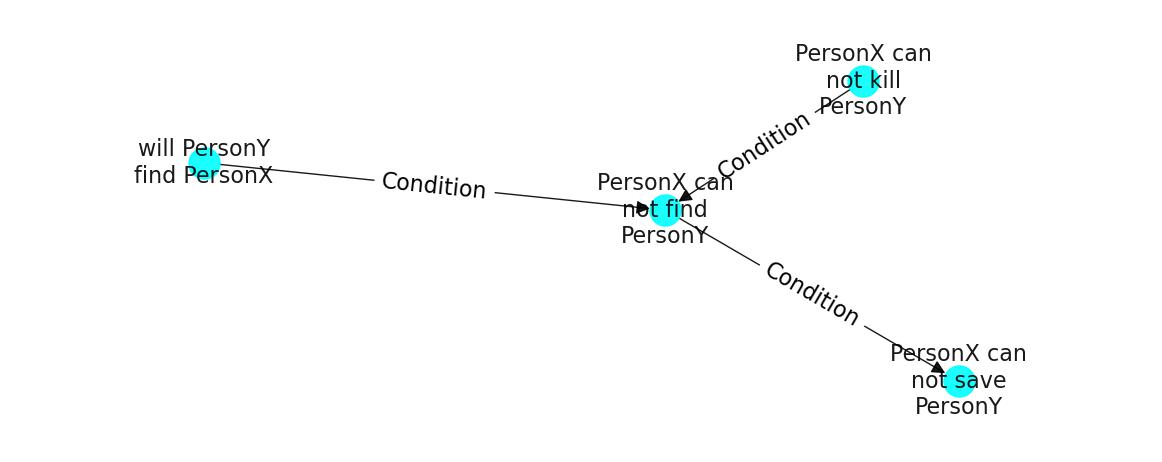 PersonX can
not kill
PersonY
Condition
will PersonY
find PersonX
Condition
PersonX can
not find
PersonY
Condition
PersonX can
not save
PersonY